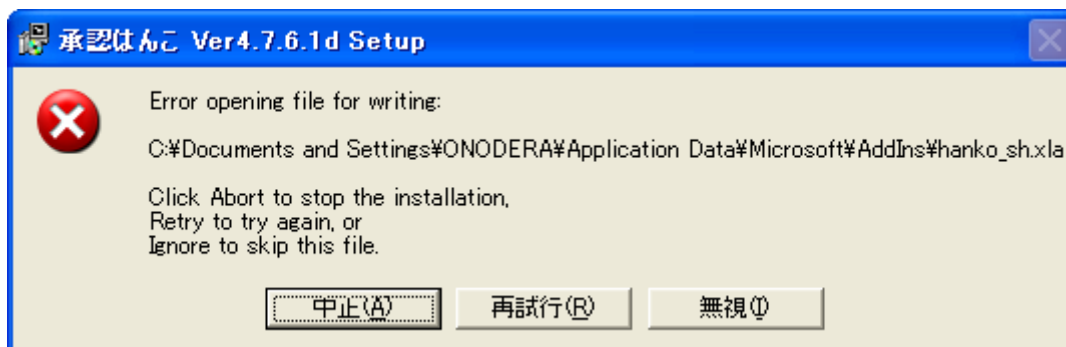 承認はんこ Ver4.7.6.1d Setup
Error opening file for writing:
C:¥Documents and Settings¥ONODERA¥Application Data¥Microsoft¥AddIns¥hanko_sh.xla
Click Abort to stop the installation,
Retry to try again, or
Ignore to skip this file.
中止(A) 再試行(R) 無視(I)